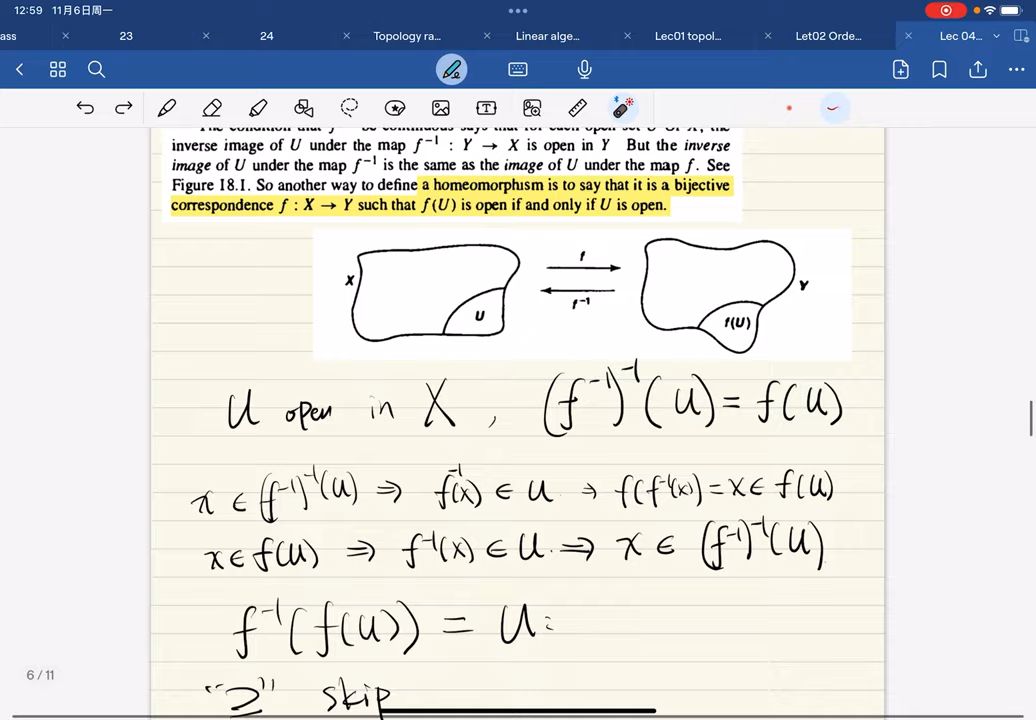 12:59 11月6日周一
ass 23 24 Topology ra... Linear alge... Lec01 topol... Let02 Orde... Lec 04...
inverse image of U under the map f⁻¹ : Y → X is open in Y But the inverse
image of U under the map f⁻¹ is the same as the image of U under the map f. See
Figure 18.1. So another way to define a homeomorphism is to say that it is a bijective
correspondence f : X → Y such that f(U) is open if and only if U is open.
X U f f⁻¹ f(U) Y
U open in X , (f⁻¹)⁻¹(U) = f(U)
x ∈ (f⁻¹)⁻¹(U) ⇒ f⁻¹(x) ∈ U. ⇒ f(f⁻¹(x)) = x ∈ f(U)
x ∈ f(U) ⇒ f⁻¹(x) ∈ U. ⇒ x ∈ (f⁻¹)⁻¹(U)
f⁻¹(f(U)) = U
6 / 11
skip